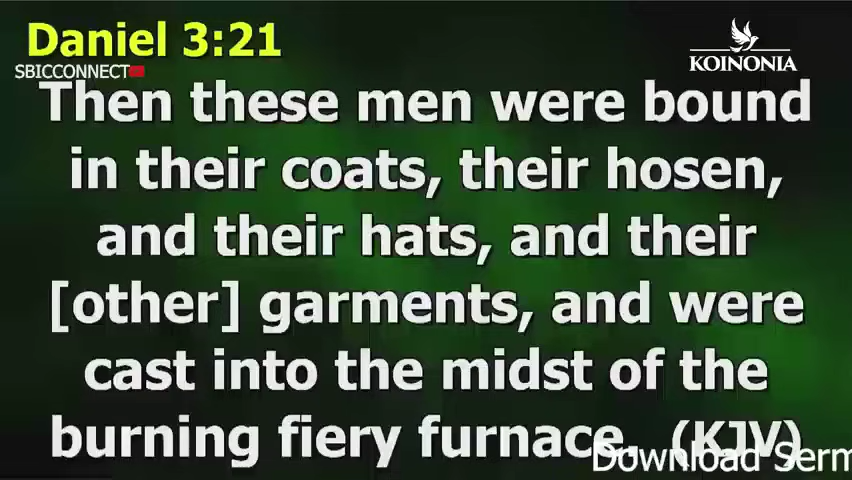 Daniel 3:21
SBICCONNECT
KOINONIA
Then these men were bound
in their coats, their hosen,
and their hats, and their
[other] garments, and were
cast into the midst of the
burning fiery furnace. (KJV)
Download Serm